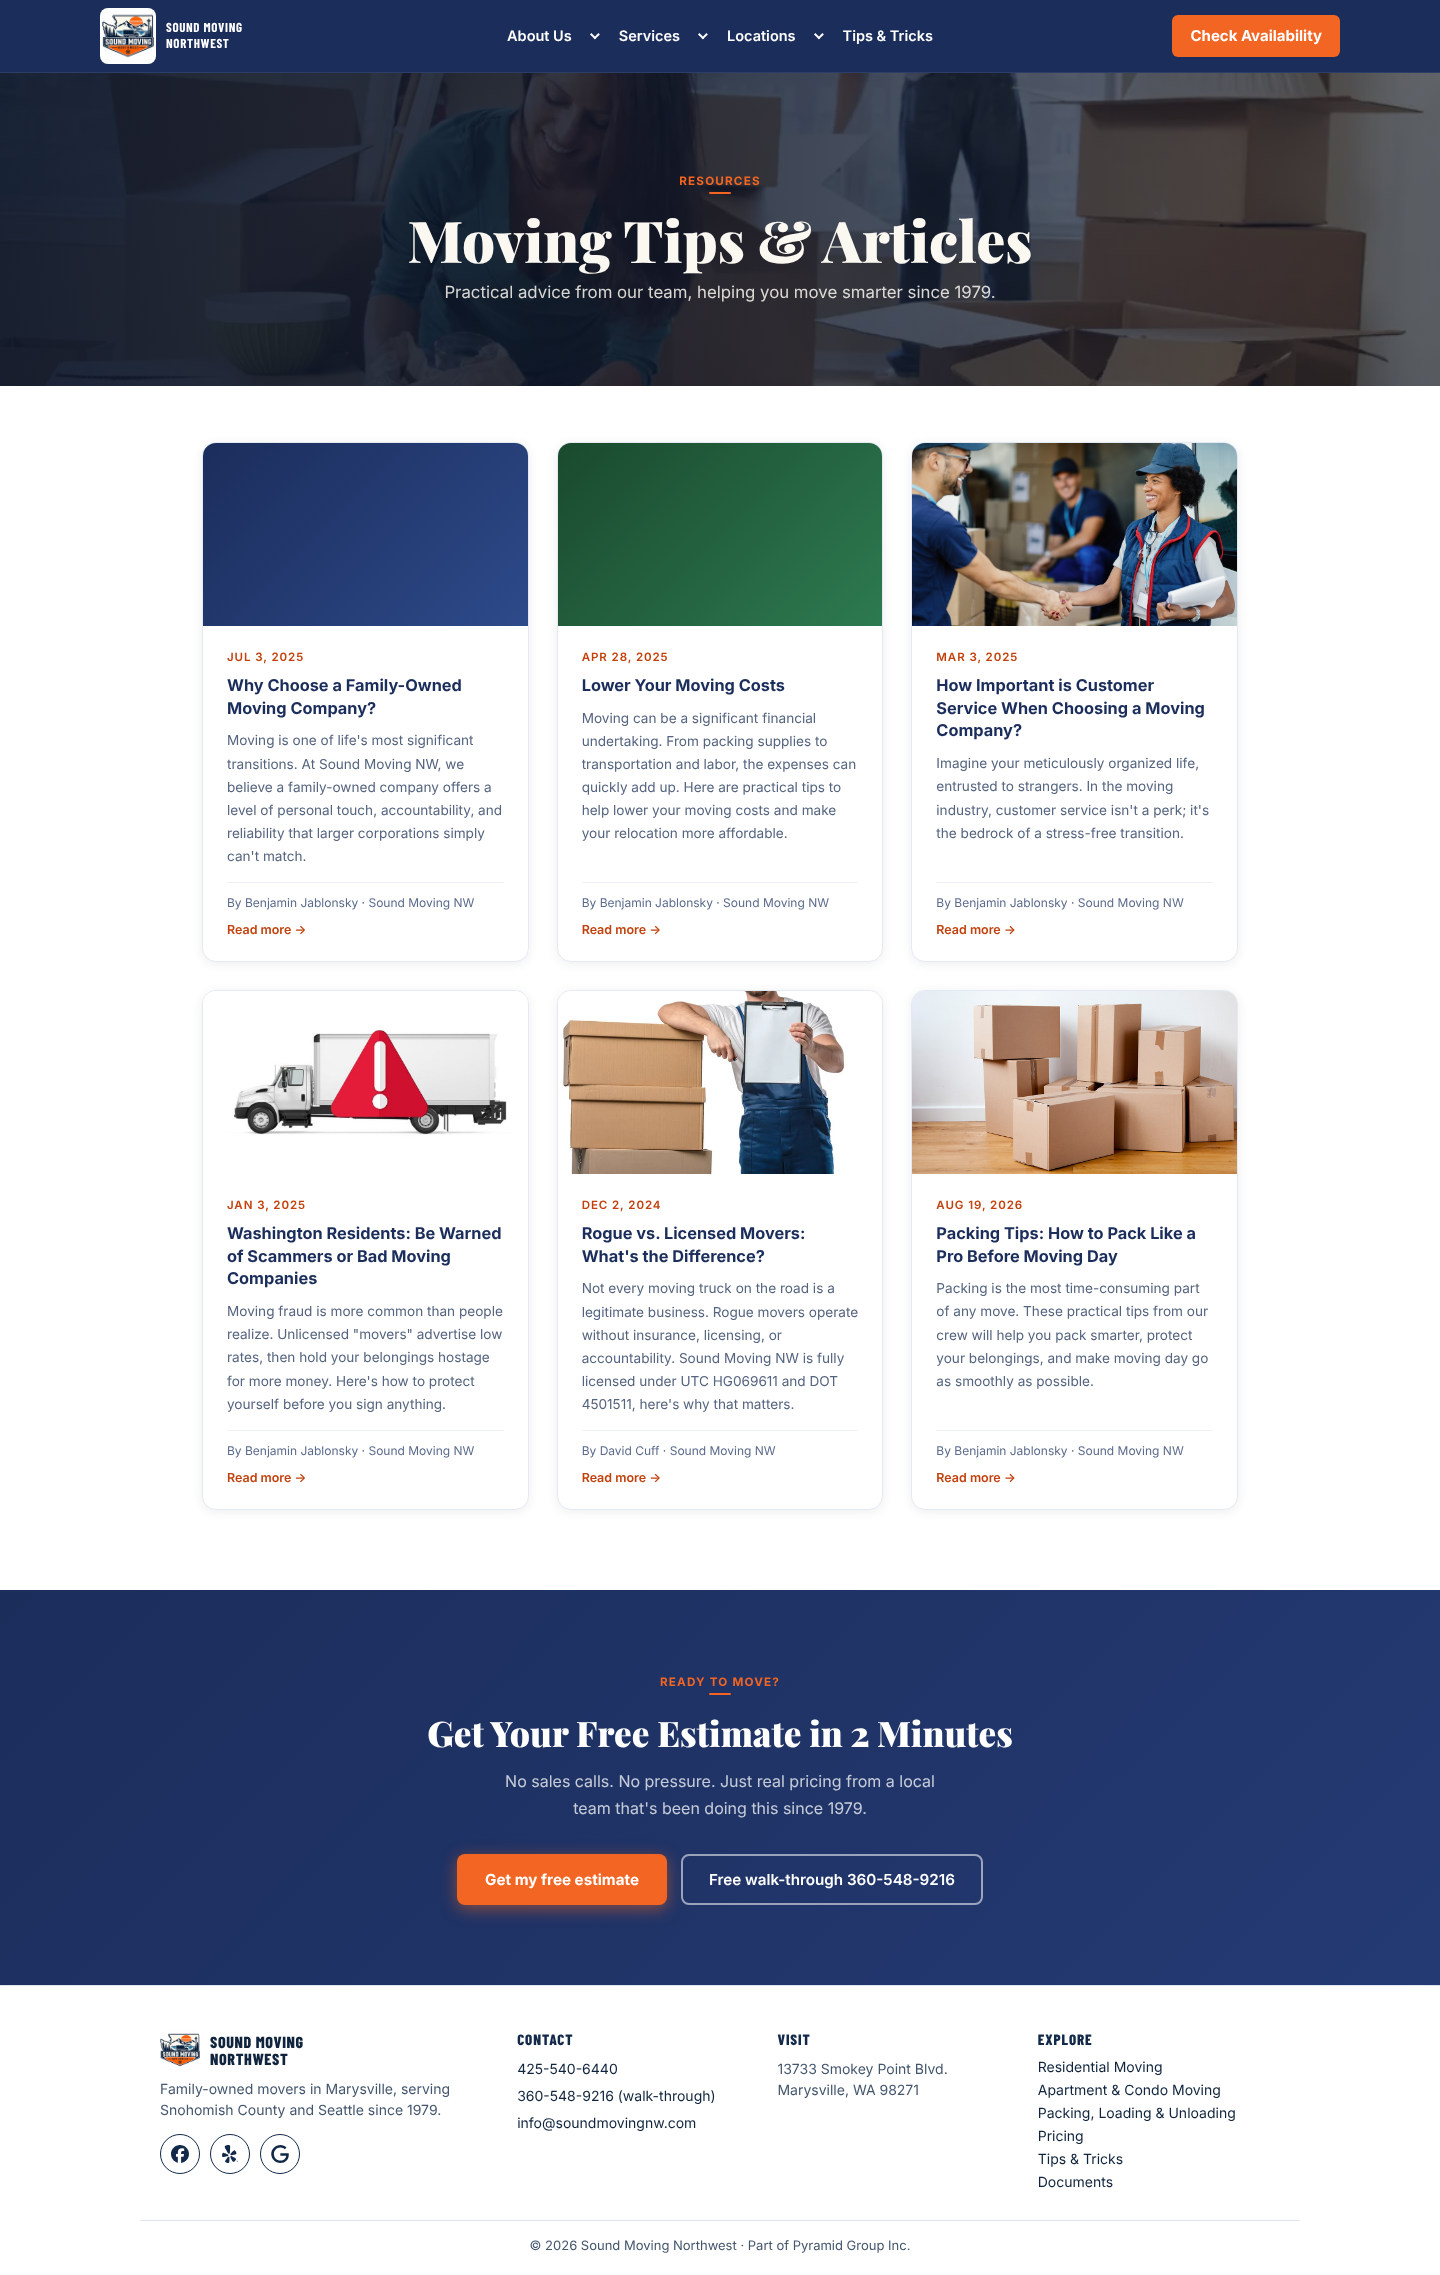 SOUND MOVING
NORTHWEST
About Us
Services
Locations
Tips & Tricks
Check Availability
RESOURCES
Moving Tips & Articles
Practical advice from our team, helping you move smarter since 1979.
JUL 3, 2025
Why Choose a Family-Owned
Moving Company?
Moving is one of life's most significant
transitions. At Sound Moving NW, we
believe a family-owned company offers a
level of personal touch, accountability, and
reliability that larger corporations simply
can't match.
By Benjamin Jablonsky · Sound Moving NW
Read more →
APR 28, 2025
Lower Your Moving Costs
Moving can be a significant financial
undertaking. From packing supplies to
transportation and labor, the expenses can
quickly add up. Here are practical tips to
help lower your moving costs and make
your relocation more affordable.
By Benjamin Jablonsky · Sound Moving NW
Read more →
MAR 3, 2025
How Important is Customer
Service When Choosing a Moving
Company?
Imagine your meticulously organized life,
entrusted to strangers. In the moving
industry, customer service isn't a perk; it's
the bedrock of a stress-free transition.
By Benjamin Jablonsky · Sound Moving NW
Read more →
JAN 3, 2025
Washington Residents: Be Warned
of Scammers or Bad Moving
Companies
Moving fraud is more common than people
realize. Unlicensed "movers" advertise low
rates, then hold your belongings hostage
for more money. Here's how to protect
yourself before you sign anything.
By Benjamin Jablonsky · Sound Moving NW
Read more →
DEC 2, 2024
Rogue vs. Licensed Movers:
What's the Difference?
Not every moving truck on the road is a
legitimate business. Rogue movers operate
without insurance, licensing, or
accountability. Sound Moving NW is fully
licensed under UTC HG069611 and DOT
4501511, here's why that matters.
By David Cuff · Sound Moving NW
Read more →
AUG 19, 2026
Packing Tips: How to Pack Like a
Pro Before Moving Day
Packing is the most time-consuming part
of any move. These practical tips from our
crew will help you pack smarter, protect
your belongings, and make moving day go
as smoothly as possible.
By Benjamin Jablonsky · Sound Moving NW
Read more →
READY TO MOVE?
Get Your Free Estimate in 2 Minutes
No sales calls. No pressure. Just real pricing from a local
team that's been doing this since 1979.
Get my free estimate
Free walk-through 360-548-9216
SOUND MOVING
SOUND MOVING
NORTHWEST
Family-owned movers in Marysville, serving
Snohomish County and Seattle since 1979.
CONTACT
425-540-6440
360-548-9216 (walk-through)
info@soundmovingnw.com
VISIT
13733 Smokey Point Blvd.
Marysville, WA 98271
EXPLORE
Residential Moving
Apartment & Condo Moving
Packing, Loading & Unloading
Pricing
Tips & Tricks
Documents
© 2026 Sound Moving Northwest · Part of Pyramid Group Inc.